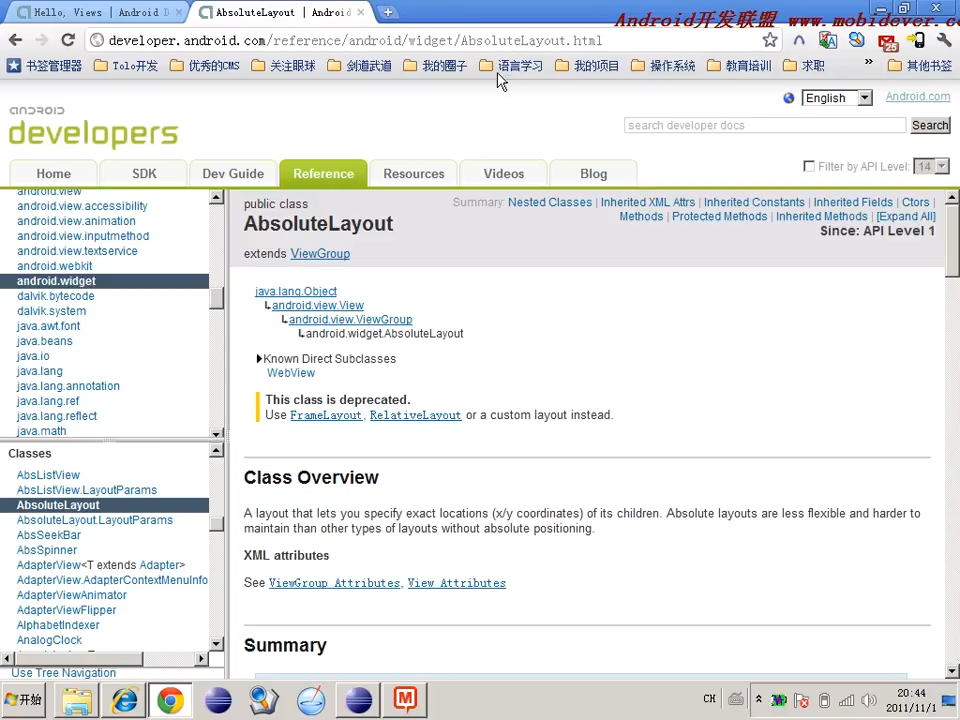 Hello, Views | Android D
AbsoluteLayout | Android
Android开发联盟 www.mobidever.co
developer.android.com/reference/android/widget/AbsoluteLayout.html
25
书签管理器 Tolo开发 优秀的CMS 关注眼球 剑道武道 我的圈子 语言学习 我的项目 操作系统 教育培训 求职 » 其他书签
English Android.com
ANDROID
developers
search developer docs Search
Home SDK Dev Guide Reference Resources Videos Blog
Filter by API Level: 14
android.view
android.view.accessibility
android.view.animation
android.view.inputmethod
android.view.textservice
android.webkit
android.widget
dalvik.bytecode
dalvik.system
java.awt.font
java.beans
java.io
java.lang
java.lang.annotation
java.lang.ref
java.lang.reflect
java.math
Classes
AbsListView
AbsListView.LayoutParams
AbsoluteLayout
AbsoluteLayout.LayoutParams
AbsSeekBar
AbsSpinner
AdapterView<T extends Adapter>
AdapterView.AdapterContextMenuInfo
AdapterViewAnimator
AdapterViewFlipper
AlphabetIndexer
AnalogClock
Use Tree Navigation
public class
AbsoluteLayout
extends ViewGroup
Summary: Nested Classes | Inherited XML Attrs | Inherited Constants | Inherited Fields | Ctors |
Methods | Protected Methods | Inherited Methods | [Expand All]
Since: API Level 1
java.lang.Object
↳android.view.View
↳android.view.ViewGroup
↳android.widget.AbsoluteLayout
Known Direct Subclasses
WebView
This class is deprecated.
Use FrameLayout, RelativeLayout or a custom layout instead.
Class Overview
A layout that lets you specify exact locations (x/y coordinates) of its children. Absolute layouts are less flexible and harder to
maintain than other types of layouts without absolute positioning.
XML attributes
See ViewGroup Attributes, View Attributes
Summary
开始
CH
20:44
2011/11/1